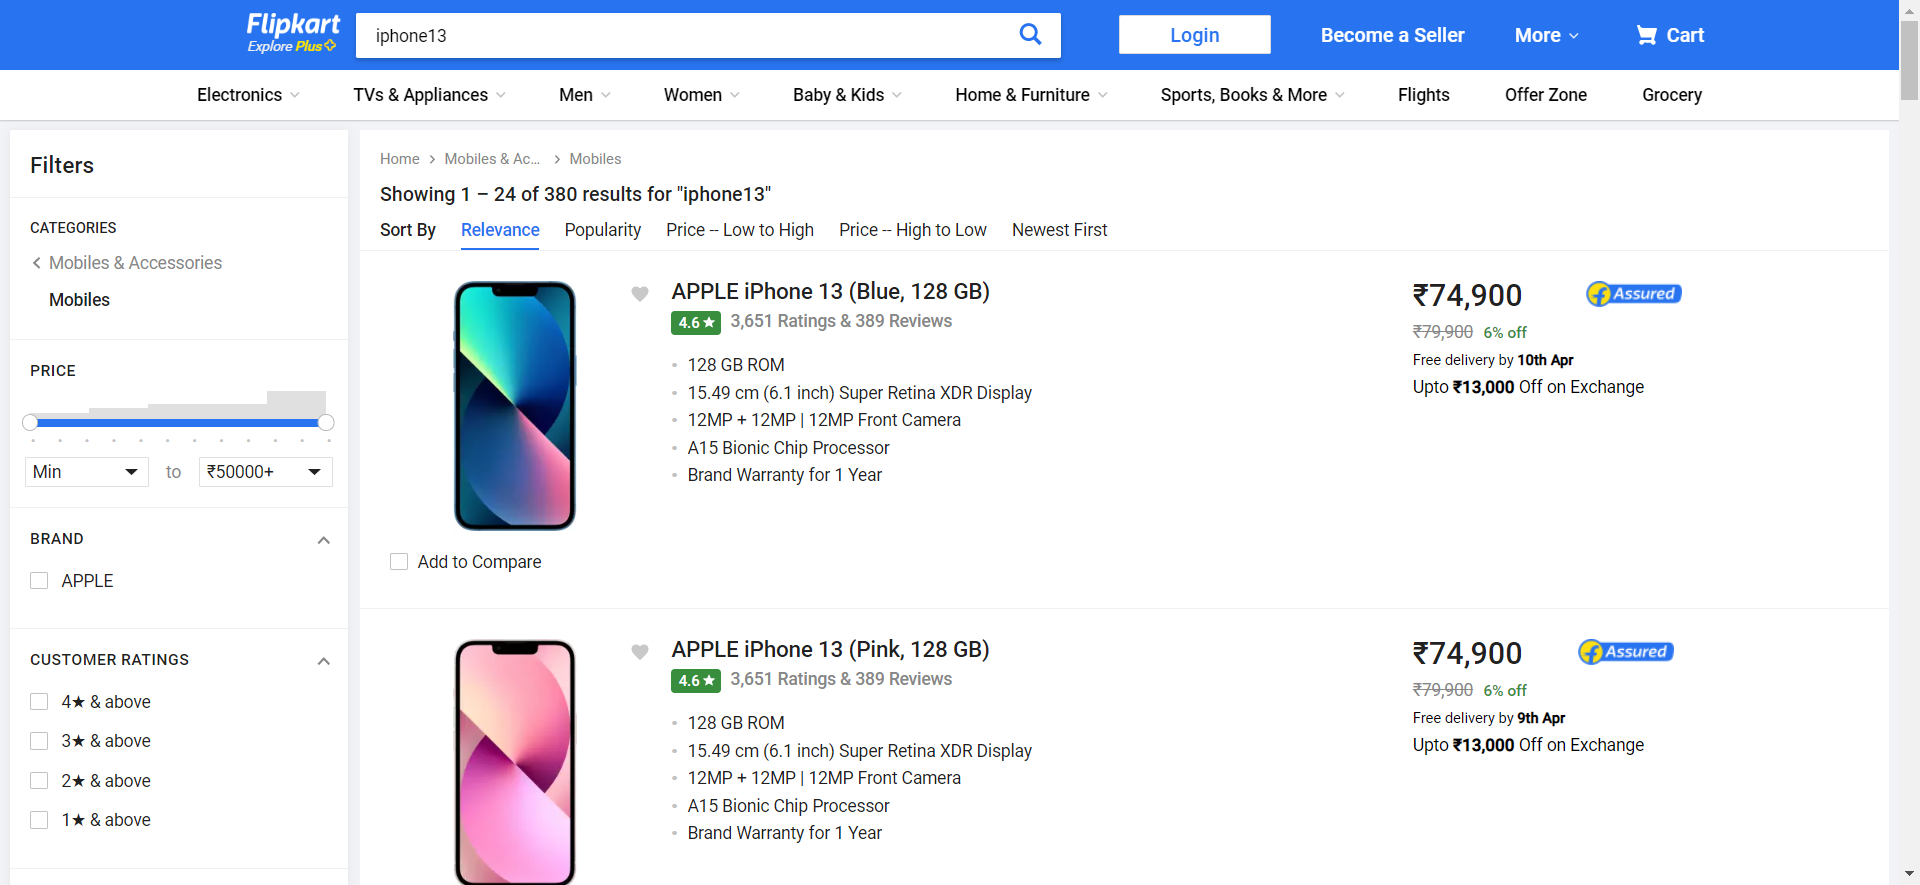 Flipkart
Explore Plus
iphone13
Login
Become a Seller
More
Cart
Electronics
TVs & Appliances
Men
Women
Baby & Kids
Home & Furniture
Sports, Books & More
Flights
Offer Zone
Grocery
Filters
CATEGORIES
Mobiles & Accessories
Mobiles
PRICE
Min
to
₹50000+
BRAND
APPLE
CUSTOMER RATINGS
4★ & above
3★ & above
2★ & above
1★ & above
Home
Mobiles & Ac...
Mobiles
Showing 1 – 24 of 380 results for "iphone13"
Sort By
Relevance
Popularity
Price -- Low to High
Price -- High to Low
Newest First
APPLE iPhone 13 (Blue, 128 GB)
4.6★ 3,651 Ratings & 389 Reviews
128 GB ROM
15.49 cm (6.1 inch) Super Retina XDR Display
12MP + 12MP | 12MP Front Camera
A15 Bionic Chip Processor
Brand Warranty for 1 Year
₹74,900
Assured
₹79,900 6% off
Free delivery by 10th Apr
Upto ₹13,000 Off on Exchange
Add to Compare
APPLE iPhone 13 (Pink, 128 GB)
4.6★ 3,651 Ratings & 389 Reviews
128 GB ROM
15.49 cm (6.1 inch) Super Retina XDR Display
12MP + 12MP | 12MP Front Camera
A15 Bionic Chip Processor
Brand Warranty for 1 Year
₹74,900
Assured
₹79,900 6% off
Free delivery by 9th Apr
Upto ₹13,000 Off on Exchange